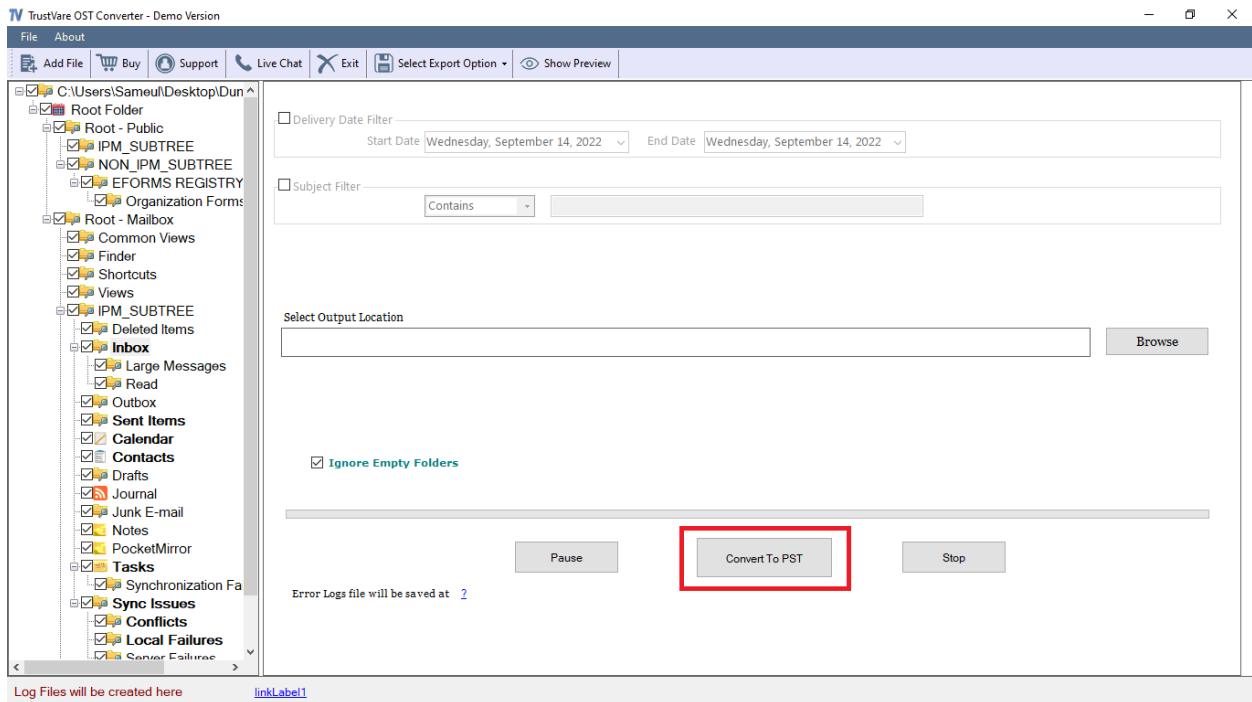 TrustVare OST Converter - Demo Version
File About
Add File Buy Support Live Chat Exit Select Export Option Show Preview
C:\Users\Sameul\Desktop\Dun
Root Folder
Root - Public
IPM_SUBTREE
NON_IPM_SUBTREE
EFORMS REGISTRY
Organization Forms
Root - Mailbox
Common Views
Finder
Shortcuts
Views
IPM_SUBTREE
Deleted Items
Inbox
Large Messages
Read
Outbox
Sent Items
Calendar
Contacts
Drafts
Journal
Junk E-mail
Notes
PocketMirror
Tasks
Synchronization Fa
Sync Issues
Conflicts
Local Failures
Server Failures
Delivery Date Filter
Start Date Wednesday, September 14, 2022 End Date Wednesday, September 14, 2022
Subject Filter
Contains
Select Output Location
Browse
Ignore Empty Folders
Pause Convert To PST Stop
Error Logs file will be saved at ?
Log Files will be created here linkLabel1